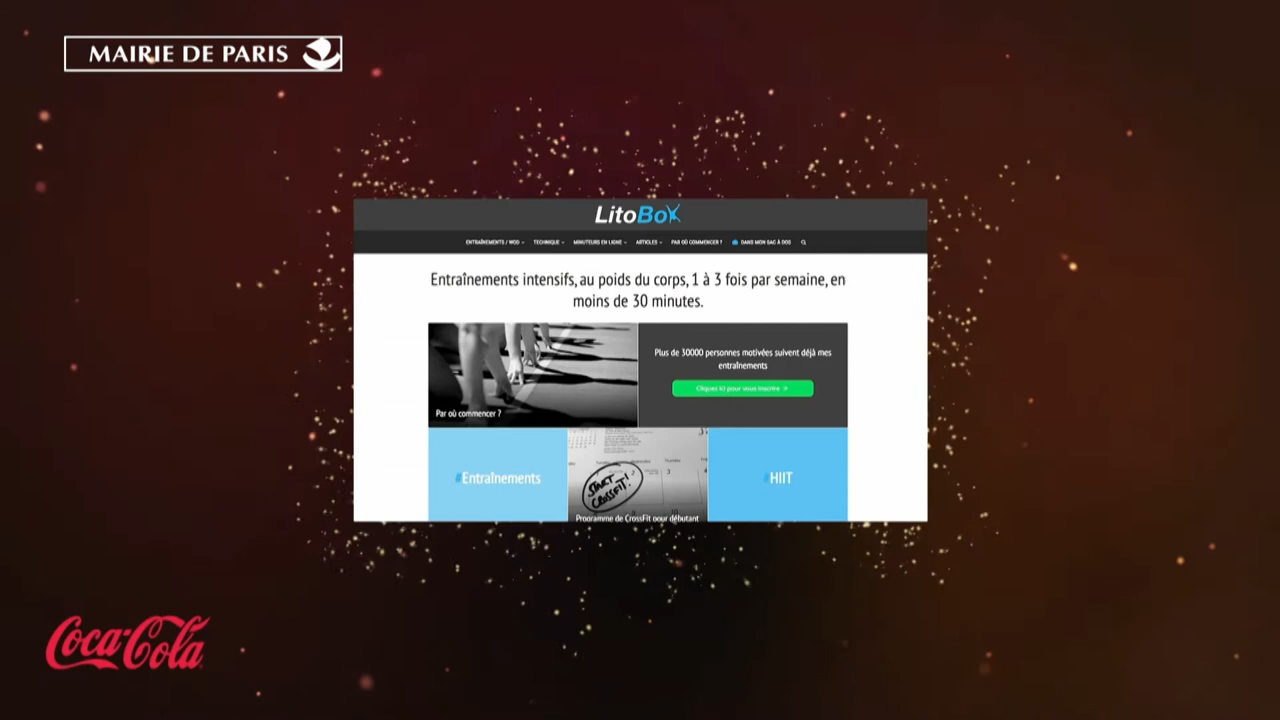 MAIRIE DE PARIS
LitoBox
ENTRAÎNEMENTS / WOD
TECHNIQUE
MINUTEURS EN LIGNE
ARTICLES
PAR OÙ COMMENCER ?
DANS MON SAC À DOS
Entraînements intensifs, au poids du corps, 1 à 3 fois par semaine, en
moins de 30 minutes.
Plus de 30000 personnes motivées suivent déjà mes
entraînements
Cliquez ici pour vous inscrire
Par où commencer ?
#Entraînements
START
CROSSFIT!
Programme de CrossFit pour débutant
#HIIT
Coca-Cola